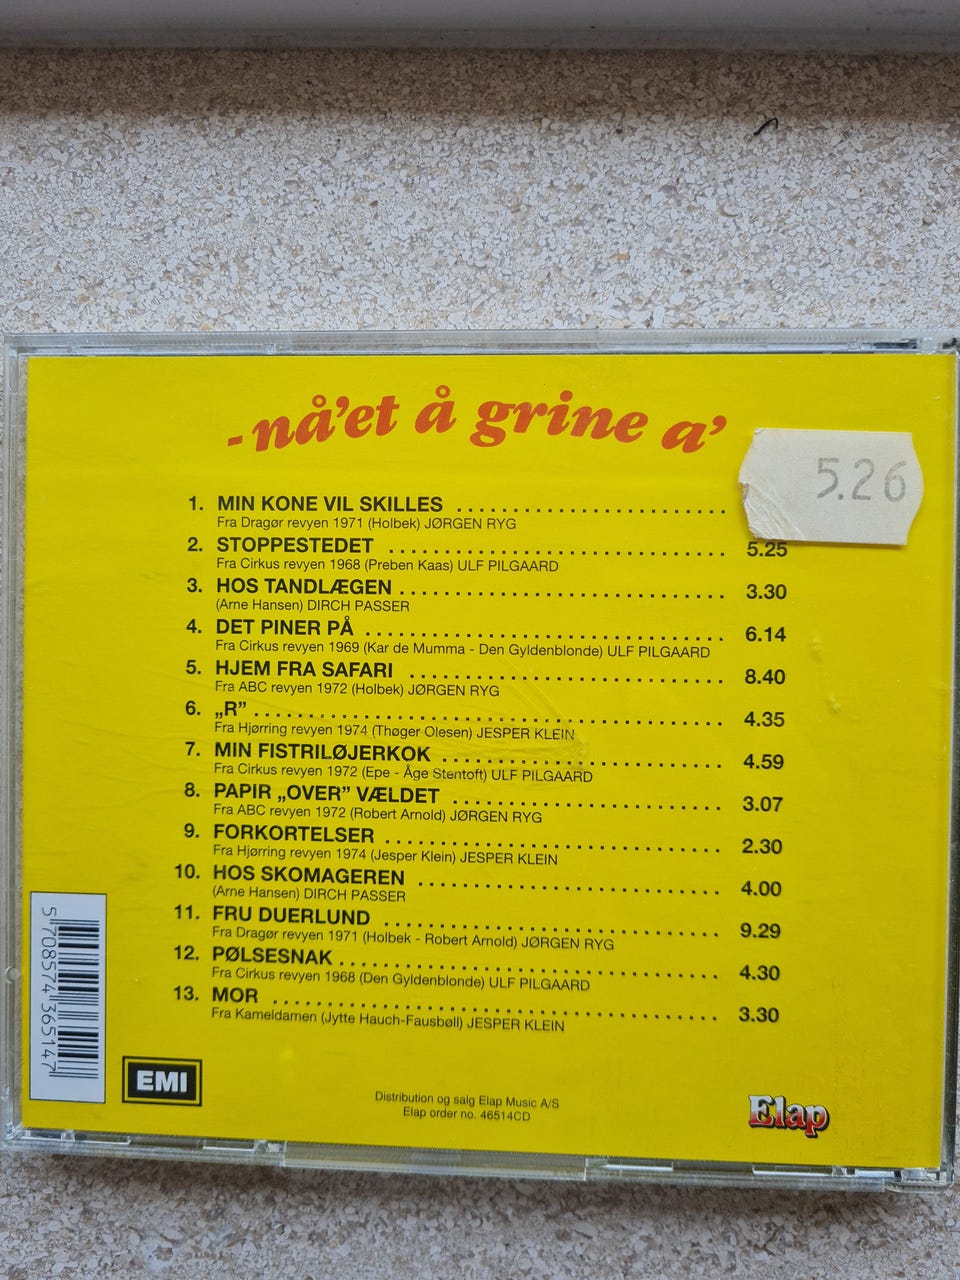 - nå'et å grine a'
5.26
1. MIN KONE VIL SKILLES
Fra Dragør revyen 1971 (Holbek) JØRGEN RYG
2. STOPPESTEDET 5.25
Fra Cirkus revyen 1968 (Preben Kaas) ULF PILGAARD
3. HOS TANDLÆGEN 3.30
(Arne Hansen) DIRCH PASSER
4. DET PINER PÅ 6.14
Fra Cirkus revyen 1969 (Kar de Mumma - Den Gyldenblonde) ULF PILGAARD
5. HJEM FRA SAFARI 8.40
Fra ABC revyen 1972 (Holbek) JØRGEN RYG
6. „R” 4.35
Fra Hjørring revyen 1974 (Thøger Olesen) JESPER KLEIN
7. MIN FISTRILØJERKOK 4.59
Fra Cirkus revyen 1972 (Epe - Åge Stentoft) ULF PILGAARD
8. PAPIR „OVER” VÆLDET 3.07
Fra ABC revyen 1972 (Robert Arnold) JØRGEN RYG
9. FORKORTELSER 2.30
Fra Hjørring revyen 1974 (Jesper Klein) JESPER KLEIN
10. HOS SKOMAGEREN 4.00
(Arne Hansen) DIRCH PASSER
11. FRU DUERLUND 9.29
Fra Dragør revyen 1971 (Holbek - Robert Arnold) JØRGEN RYG
12. PØLSESNAK 4.30
Fra Cirkus revyen 1968 (Den Gyldenblonde) ULF PILGAARD
13. MOR 3.30
Fra Kameldamen (Jytte Hauch-Fausbøll) JESPER KLEIN
5 708574 365147
EMI
Distribution og salg Elap Music A/S
Elap order no. 46514CD
Elap